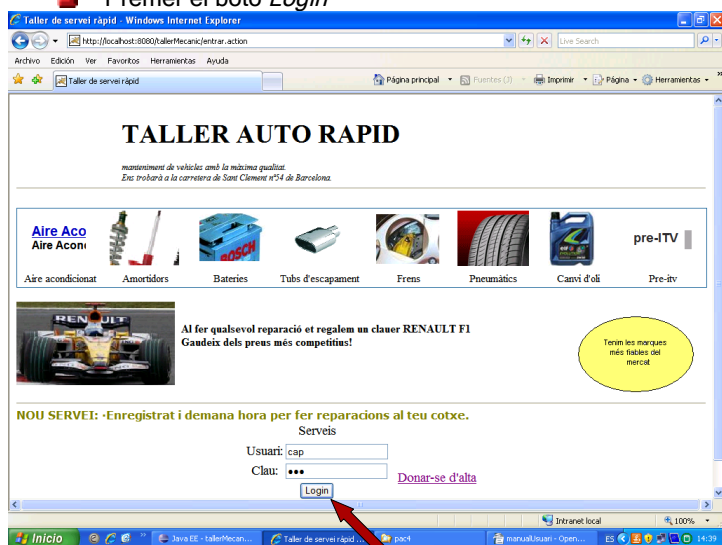 Prémer el botó Login
Taller de servei ràpid - Windows Internet Explorer
http://localhost:8080/tallerMecanic/entrar.action
Live Search
Archivo Edición Ver Favoritos Herramientas Ayuda
Taller de servei ràpid
Página principal
Fuentes (J)
Imprimir
Página
Herramientas
TALLER AUTO RAPID
manteniment de vehicles amb la màxima qualitat.
Ens trobarà a la carretera de Sant Clement nº54 de Barcelona.
Aire Aco
Aire Acon
BOSCH
pre-ITV
Aire acondicionat Amortidors Bateries Tubs d'escapament Frens Pneumàtics Canvi d'oli Pre-itv
RENAULT
Al fer qualsevol reparació et regalem un clauer RENAULT F1
Gaudeix dels preus més competitius!
Tenim les marques
més fiables del
mercat
NOU SERVEI: -Enregistrat i demana hora per fer reparacions al teu cotxe.
Serveis
Usuari: cap
Clau: •••
Donar-se d'alta
Login
Intranet local
100%
Inicio
Java EE - tallerMecan...
Taller de servei ràpid ...
pac4
manualUsuari - Open...
ES
14:39